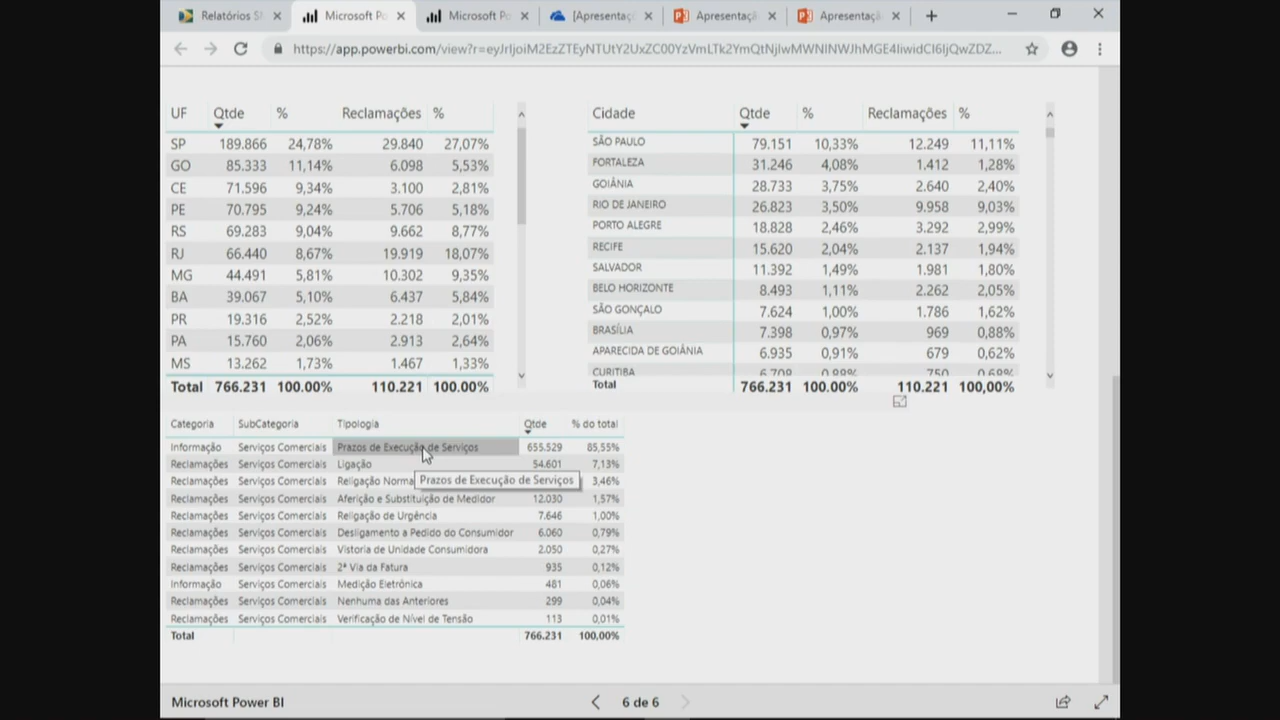 Relatórios S
Microsoft Po
Microsoft Po
[Apresentaç
Apresentaçã
Apresentaçã
https://app.powerbi.com/view?r=
UF Qtde % Reclamações %
SP 189.866 24,78% 29.840 27,07%
GO 85.333 11,14% 6.098 5,53%
CE 71.596 9,34% 3.100 2,81%
PE 70.795 9,24% 5.706 5,18%
RS 69.283 9,04% 9.662 8,77%
RJ 66.440 8,67% 19.919 18,07%
MG 44.491 5,81% 10.302 9,35%
BA 39.067 5,10% 6.437 5,84%
PR 19.316 2,52% 2.218 2,01%
PA 15.760 2,06% 2.913 2,64%
MS 13.262 1,73% 1.467 1,33%
Total 766.231 100.00% 110.221 100.00%
Cidade Qtde % Reclamações %
SÃO PAULO 79.151 10,33% 12.249 11,11%
FORTALEZA 31.246 4,08% 1.412 1,28%
GOIÂNIA 28.733 3,75% 2.640 2,40%
RIO DE JANEIRO 26.823 3,50% 9.958 9,03%
PORTO ALEGRE 18.828 2,46% 3.292 2,99%
RECIFE 15.620 2,04% 2.137 1,94%
SALVADOR 11.392 1,49% 1.981 1,80%
BELO HORIZONTE 8.493 1,11% 2.262 2,05%
SÃO GONÇALO 7.624 1,00% 1.786 1,62%
BRASÍLIA 7.398 0,97% 969 0,88%
APARECIDA DE GOIÂNIA 6.935 0,91% 679 0,62%
CURITIBA
Total 766.231 100.00% 110.221 100,00%
Categoria SubCategoria Tipologia Qtde % do total
Informação Serviços Comerciais Prazos de Execução de Serviços 655.529 85,55%
Reclamações Serviços Comerciais Ligação 54.601 7,13%
Reclamações Serviços Comerciais Religação Norma 3,46%
Prazos de Execução de Serviços
Reclamações Serviços Comerciais Aferição e Substituição de Medidor 12.030 1,57%
Reclamações Serviços Comerciais Religação de Urgência 7.646 1,00%
Reclamações Serviços Comerciais Desligamento a Pedido do Consumidor 6.060 0,79%
Reclamações Serviços Comerciais Vistoria de Unidade Consumidora 2.050 0,27%
Reclamações Serviços Comerciais 2ª Via da Fatura 935 0,12%
Informação Serviços Comerciais Medição Eletrônica 481 0,06%
Reclamações Serviços Comerciais Nenhuma das Anteriores 299 0,04%
Reclamações Serviços Comerciais Verificação de Nível de Tensão 113 0,01%
Total 766.231 100,00%
Microsoft Power BI 6 de 6